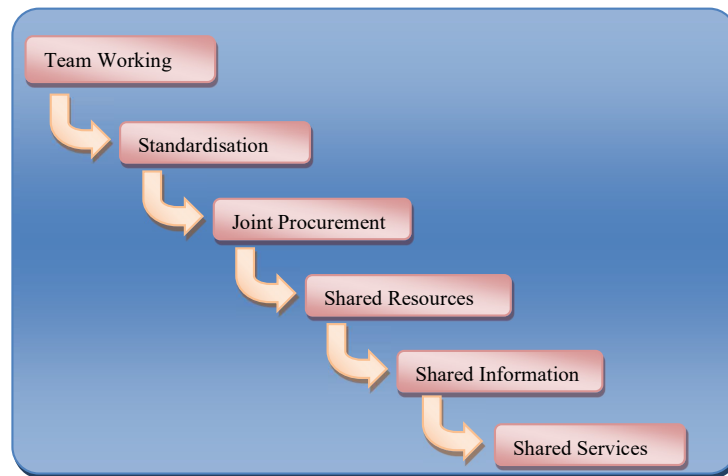 Team Working
Standardisation
Joint Procurement
Shared Resources
Shared Information
Shared Services